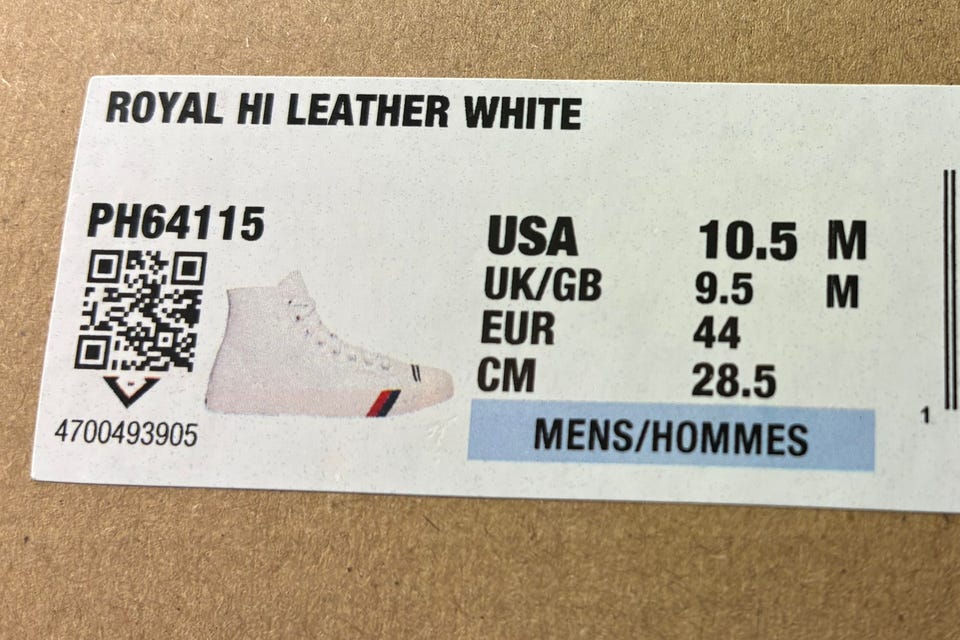 ROYAL HI LEATHER WHITE
PH64115
USA 10.5 M
UK/GB 9.5 M
EUR 44
CM 28.5
MENS/HOMMES
4700493905
1